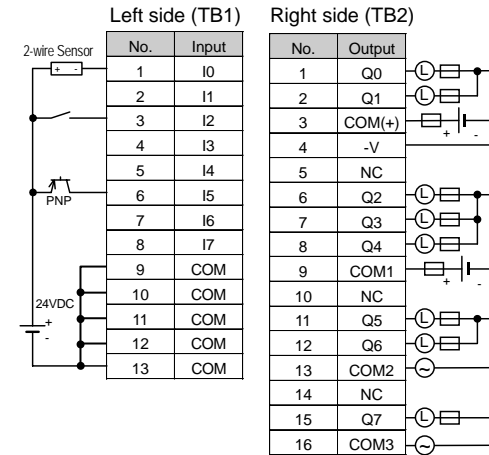 Left side (TB1)
2-wire Sensor
+ -
PNP
24VDC
+
-
No. Input
1 I0
2 I1
3 I2
4 I3
5 I4
6 I5
7 I6
8 I7
9 COM
10 COM
11 COM
12 COM
13 COM
Right side (TB2)
No. Output
1 Q0 L
2 Q1 L
3 COM(+) + -
4 -V
5 NC
6 Q2 L
7 Q3 L
8 Q4 L
9 COM1 + -
10 NC
11 Q5 L
12 Q6 L
13 COM2 ~
14 NC
15 Q7 L
16 COM3 ~